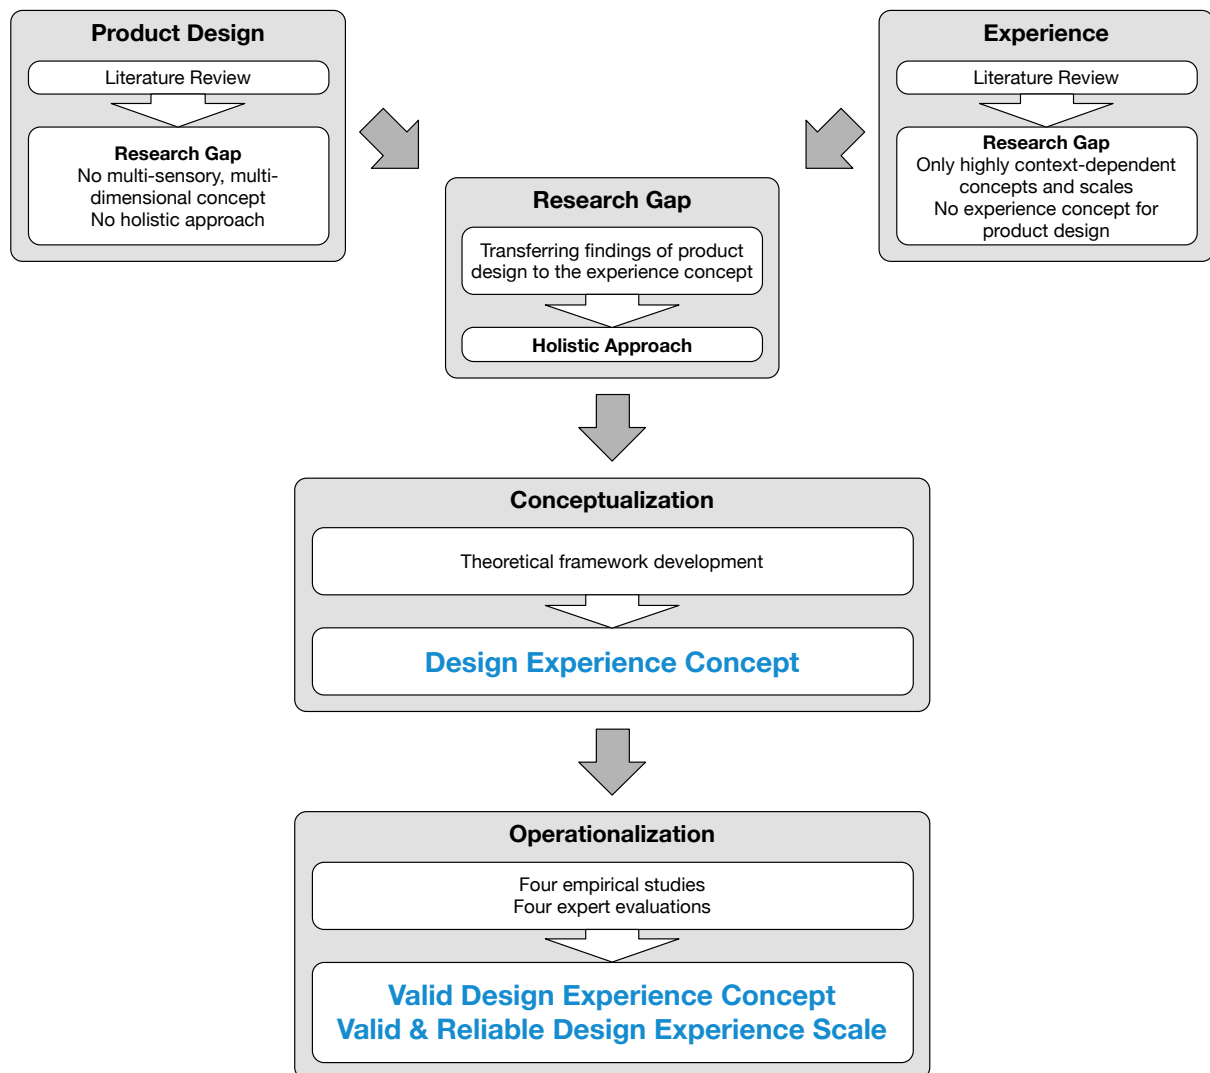 Product Design
Literature Review
Research Gap
No multi-sensory, multi-
dimensional concept
No holistic approach
Experience
Literature Review
Research Gap
Only highly context-dependent
concepts and scales
No experience concept for
product design
Research Gap
Transferring findings of product
design to the experience concept
Holistic Approach
Conceptualization
Theoretical framework development
Design Experience Concept
Operationalization
Four empirical studies
Four expert evaluations
Valid Design Experience Concept
Valid & Reliable Design Experience Scale